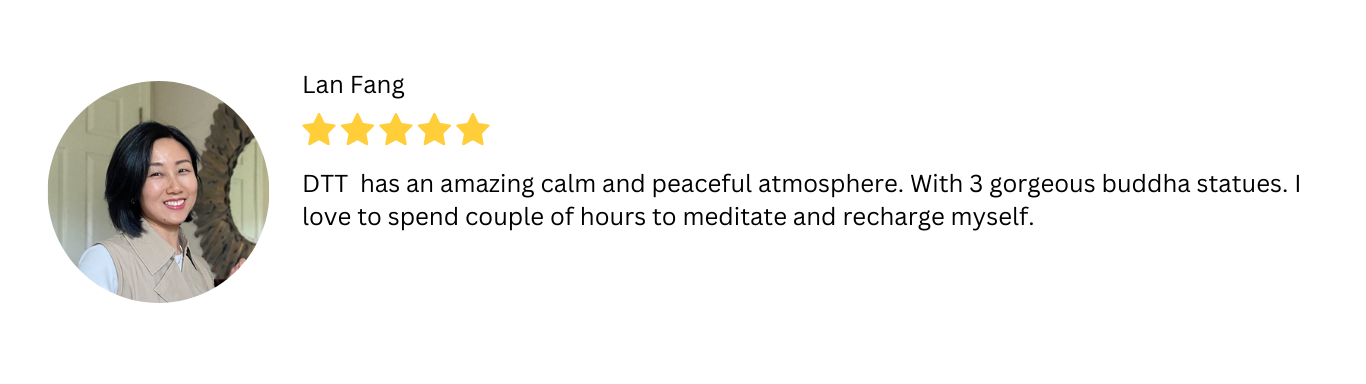 Lan Fang
DTT  has an amazing calm and peaceful atmosphere. With 3 gorgeous buddha statues. I
love to spend couple of hours to meditate and recharge myself.